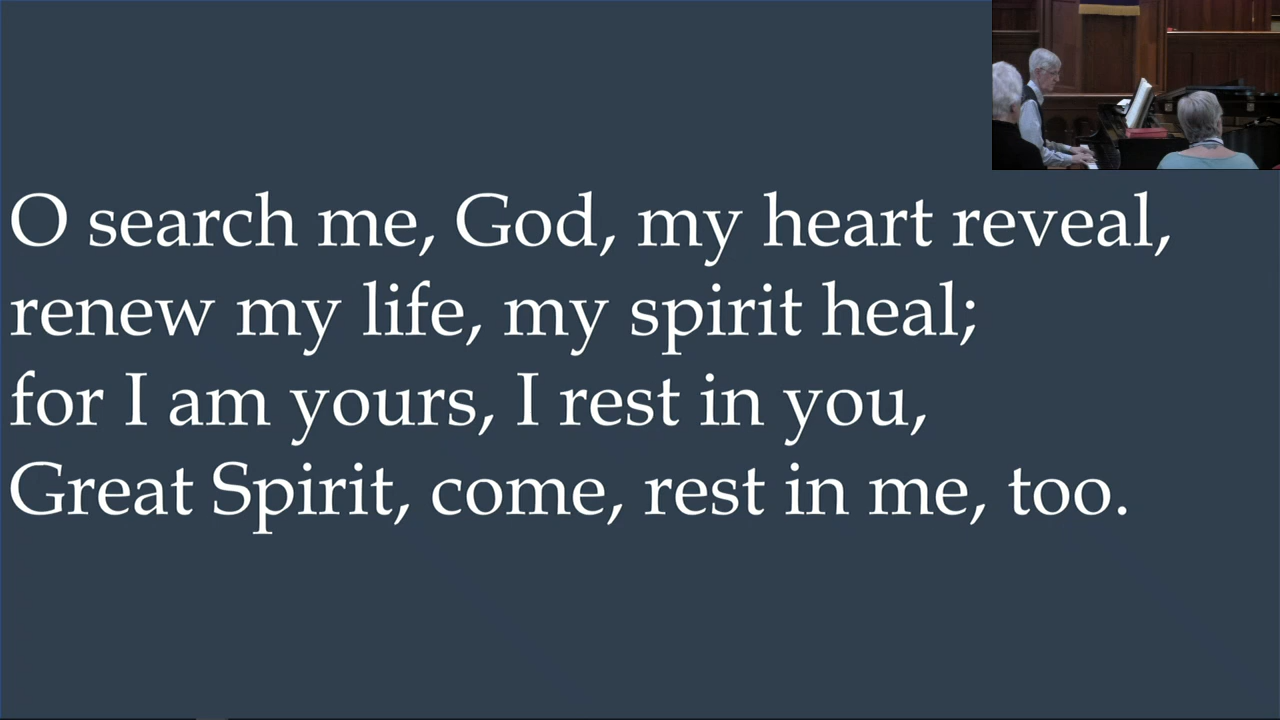 O search me, God, my heart reveal,
renew my life, my spirit heal;
for I am yours, I rest in you,
Great Spirit, come, rest in me, too.